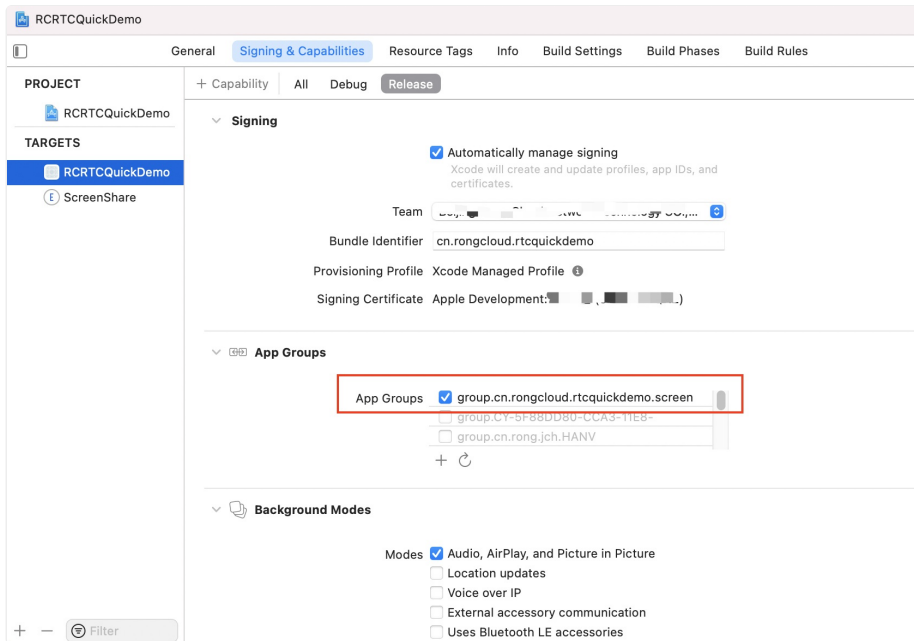 RCRTCQuickDemo
General Signing & Capabilities Resource Tags Info Build Settings Build Phases Build Rules
PROJECT
+ Capability All Debug Release
RCRTCQuickDemo
Signing
TARGETS
RCRTCQuickDemo
E ScreenShare
Automatically manage signing
Xcode will create and update profiles, app IDs, and
certificates.
Team
Bundle Identifier cn.rongcloud.rtcquickdemo
Provisioning Profile Xcode Managed Profile
Signing Certificate Apple Development:
App Groups
App Groups group.cn.rongcloud.rtcquickdemo.screen
group.CY-5F88DD80-CCA3-11E8-
group.cn.rong.jch.HANV
Background Modes
Modes Audio, AirPlay, and Picture in Picture
Location updates
Voice over IP
External accessory communication
Uses Bluetooth LE accessories
Filter